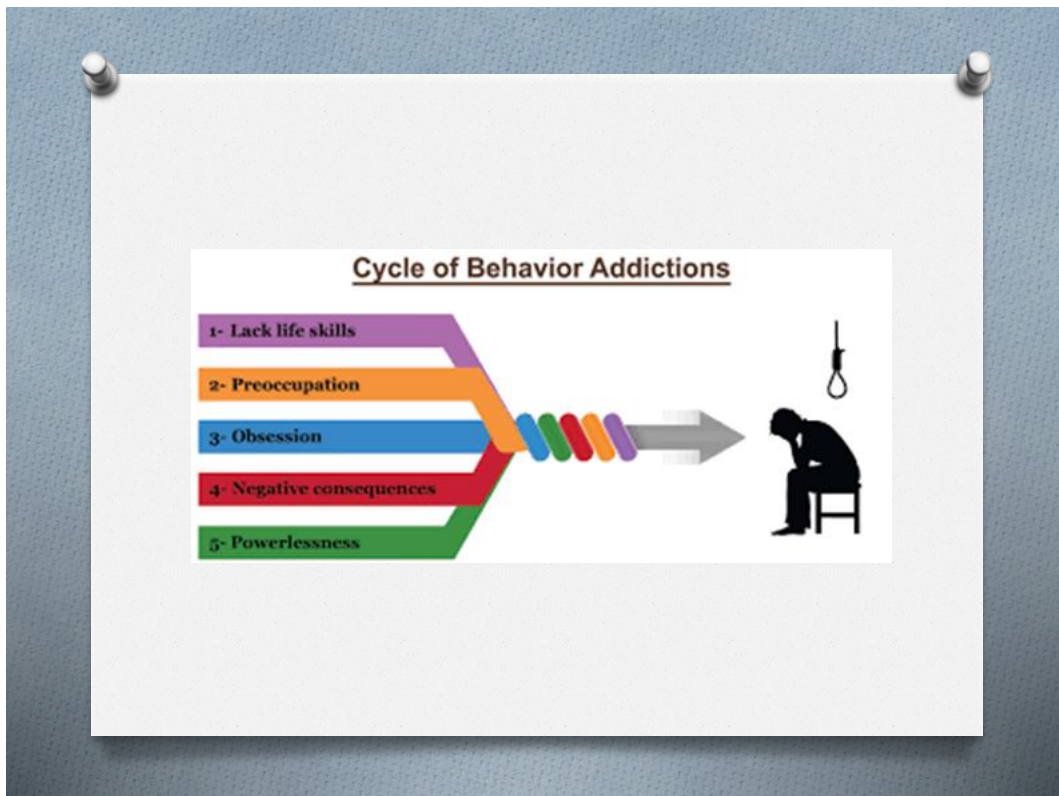 Cycle of Behavior Addictions
1- Lack life skills
2- Preoccupation
3- Obsession
4- Negative consequences
5- Powerlessness